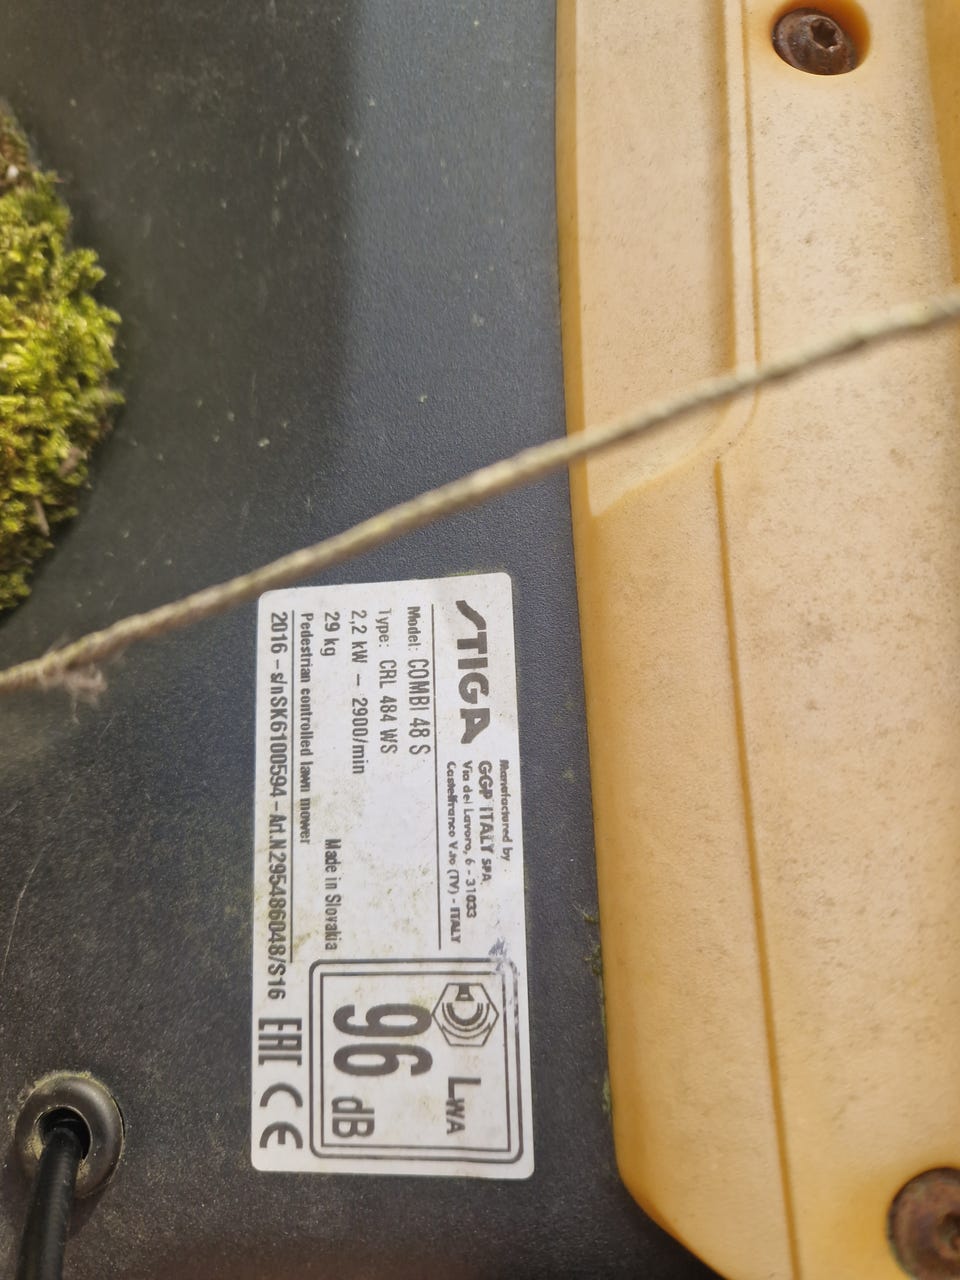 STIGA
Manufactured by
GGP ITALY SPA
Via del Lavoro, 6 - 31033
Castelfranco V.to (TV) - ITALY
Model: COMBI 48 S
Type: CRL 484 WS
2,2 kW - 2900/min
29 kg
Made in Slovakia
Pedestrian controlled lawn mower
2016 - s/nSK6100594 - Art.N295486048/S16
LWA
96 dB
EAC CE